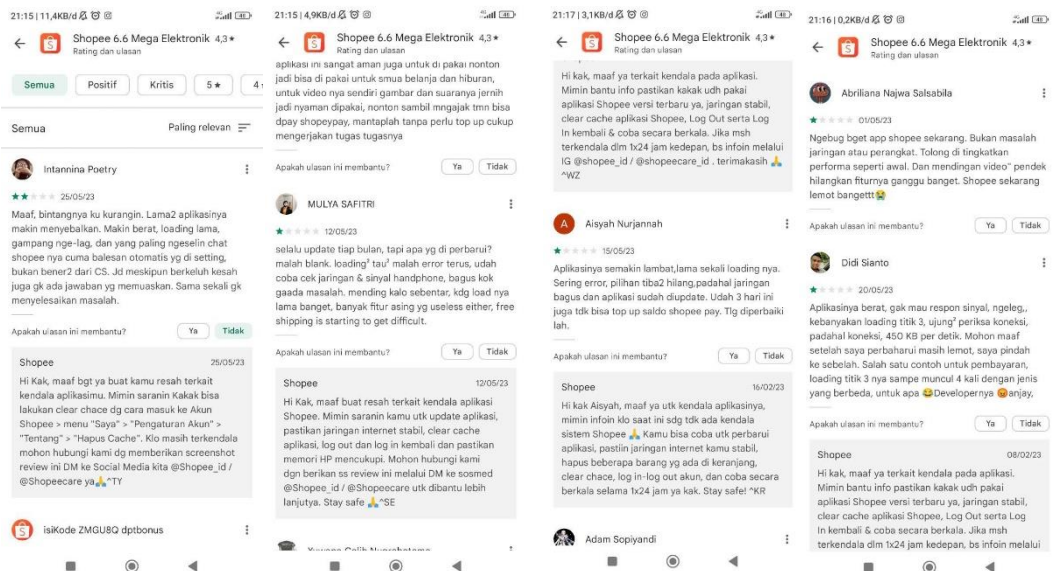 21:15 | 11,4KB/d
Shopee 6.6 Mega Elektronik 4,3★
Rating dan ulasan
Semua
Positif
Kritis
5★
4
Semua
Paling relevan
Intannina Poetry
25/05/23
Maaf, bintangnya ku kurangin. Lama2 aplikasinya
makin menyebalkan. Makin berat, loading lama,
gampang nge-lag, dan yang paling ngeselin chat
shopee nya cuma balesan otomatis yg di setting,
bukan bener2 dari CS. Jd meskipun berkeluh kesah
juga gk ada jawaban yg memuaskan. Sama sekali gk
menyelesaikan masalah.
Apakah ulasan ini membantu?
Ya
Tidak
Shopee 25/05/23
Hi Kak, maaf bgt ya buat kamu resah terkait
kendala aplikasimu. Mimin saranin Kakak bisa
lakukan clear chace dg cara masuk ke Akun
Shopee > menu "Saya" > "Pengaturan Akun" >
"Tentang" > "Hapus Cache". Klo masih terkendala
mohon hubungi kami dg memberikan screenshot
review ini DM ke Social Media kita @Shopee_id /
@Shopeecare ya🙏^TY
isiKode ZMGU8Q dptbonus
21:15 | 4,9KB/d
Shopee 6.6 Mega Elektronik 4,3★
Rating dan ulasan
aplikasi ini sangat aman juga untuk di pakai nonton
jadi bisa di pakai untuk smua belanja dan hiburan,
untuk video nya sendiri gambar dan suaranya jernih
jadi nyaman dipakai, nonton sambil mngajak tmn bisa
dpay shopeypay, mantaplah tanpa perlu top up cukup
mengerjakan tugas tugasnya
Apakah ulasan ini membantu?
Ya
Tidak
MULYA SAFITRI
12/05/23
selalu update tiap bulan, tapi apa yg di perbarui?
malah blank. loading² tau² malah error terus, udah
coba cek jaringan & sinyal handphone, bagus kok
gaada masalah. mending kalo sebentar, kdg load nya
lama banget, banyak fitur asing yg useless either, free
shipping is starting to get difficult.
Apakah ulasan ini membantu?
Ya
Tidak
Shopee 12/05/23
Hi Kak, maaf buat resah terkait kendala aplikasi
Shopee. Mimin saranin kamu utk update aplikasi,
pastikan jaringan internet stabil, clear cache
aplikasi, log out dan log in kembali dan pastikan
memori HP mencukupi. Mohon hubungi kami
dgn berikan ss review ini melalui DM ke sosmed
@Shopee_id / @Shopeecare utk dibantu lebih
lanjutya. Stay safe 🙏^SE
21:17 | 3,1KB/d
Shopee 6.6 Mega Elektronik 4,3★
Rating dan ulasan
Hi kak, maaf ya terkait kendala pada aplikasi.
Mimin bantu info pastikan kakak udh pakai
aplikasi Shopee versi terbaru ya, jaringan stabil,
clear cache aplikasi Shopee, Log Out serta Log
In kembali & coba secara berkala. Jika msh
terkendala dlm 1x24 jam kedepan, bs infoin melalui
IG @shopee_id / @shopeecare_id . terimakasih 🙏
^WZ
A
Aisyah Nurjannah
15/05/23
Aplikasinya semakin lambat,lama sekali loading nya.
Sering error, pilihan tiba2 hilang,padahal jaringan
bagus dan aplikasi sudah diupdate. Udah 3 hari ini
juga tdk bisa top up saldo shopee pay. Tlg diperbaiki
lah.
Apakah ulasan ini membantu?
Ya
Tidak
Shopee 16/02/23
Hi kak Aisyah, maaf ya utk kendala aplikasinya,
mimin infoin klo saat ini sdg tdk ada kendala
sistem Shopee 🙏 Kamu bisa coba utk perbarui
aplikasi, pastiin jaringan internet kamu stabil,
hapus beberapa barang yg ada di keranjang,
clear chace, log in-log out akun, dan coba secara
berkala selama 1x24 jam ya kak. Stay safe! ^KR
Adam Sopiyandi
21:16 | 0,2KB/d
Shopee 6.6 Mega Elektronik 4,3★
Rating dan ulasan
Abriliana Najwa Salsabila
01/05/23
Ngebug bget app shopee sekarang. Bukan masalah
jaringan atau perangkat. Tolong di tingkatkan
performa seperti awal. Dan mendingan video" pendek
hilangkan fiturnya ganggu banget. Shopee sekarang
lemot bangettt😭
Apakah ulasan ini membantu?
Ya
Tidak
Didi Sianto
20/05/23
Aplikasinya berat, gak mau respon sinyal, ngeleg,,
kebanyakan loading titik 3, ujung² periksa koneksi,
padahal koneksi, 450 KB per detik. Mohon maaf
setelah saya perbaharui masih lemot, saya pindah
ke sebelah. Salah satu contoh untuk pembayaran,
loading titik 3 nya sampe muncul 4 kali dengan jenis
yang berbeda, untuk apa 😂Developernya 😡anjay,
Apakah ulasan ini membantu?
Ya
Tidak
Shopee 08/02/23
Hi kak, maaf ya terkait kendala pada aplikasi.
Mimin bantu info pastikan kakak udh pakai
aplikasi Shopee versi terbaru ya, jaringan stabil,
clear cache aplikasi Shopee, Log Out serta Log
In kembali & coba secara berkala. Jika msh
terkendala dlm 1x24 jam kedepan, bs infoin melalui